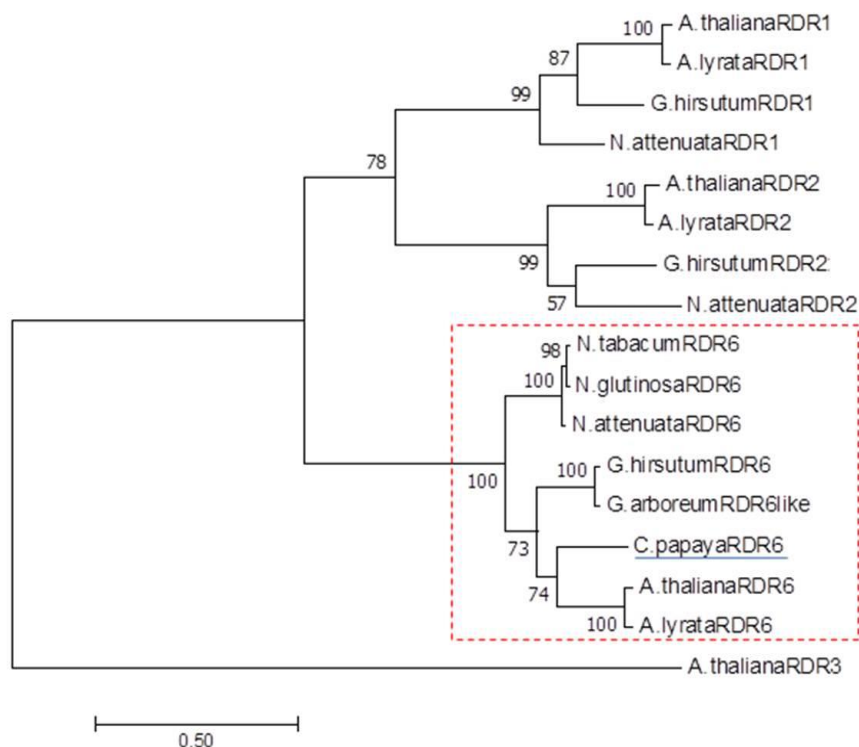 100 A.thalianaRDR1
A.lyrataRDR1
87
G.hirsutumRDR1
99
N.attenuataRDR1
78
A.thalianaRDR2
100
A.lyrataRDR2
99
G.hirsutumRDR2:
57 N.attenuataRDR2
N.tabacumRDR6
98
N.glutinosaRDR6
100
N.attenuataRDR6
G.hirsutumRDR6
100
G.arboreumRDR6like
100
C.papayaRDR6
73
A.thalianaRDR6
74
100 A.lyrataRDR6
A.thalianaRDR3
0.50